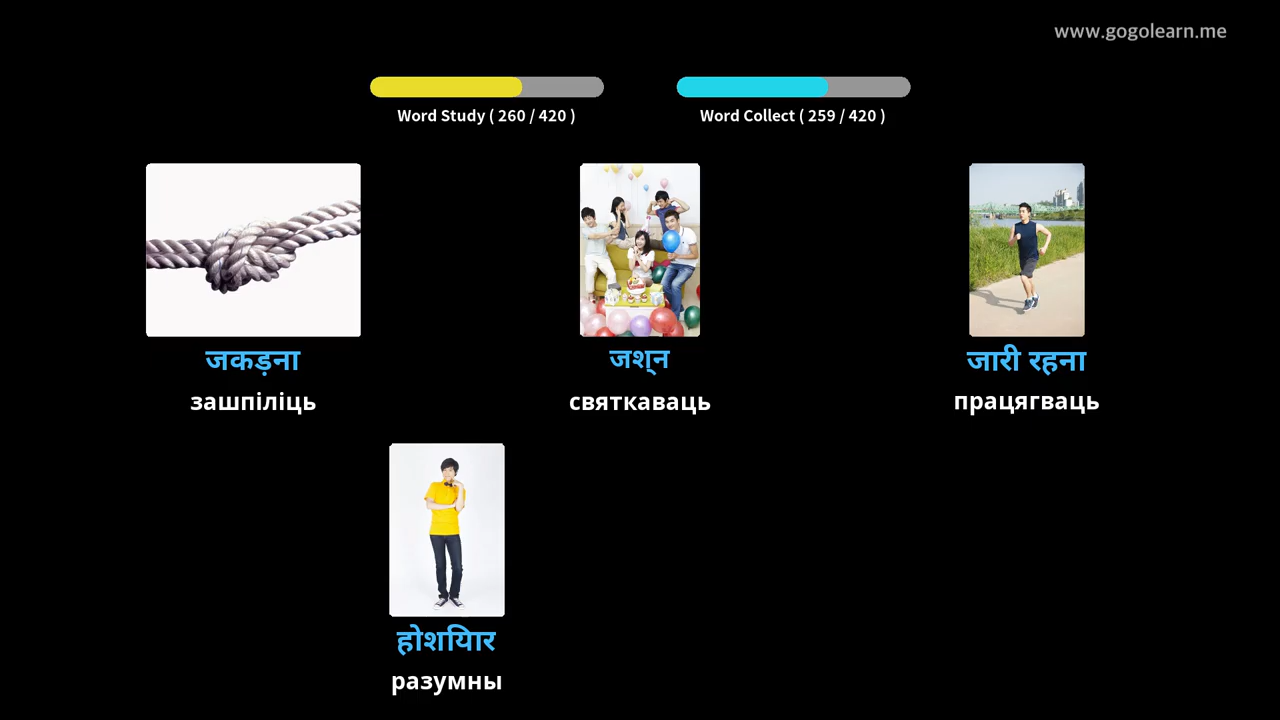 www.gogolearn.me
Word Study ( 260 / 420 )
Word Collect ( 259 / 420 )
जकड़ना
जश्न
जारी रहना
зашпіліць
святкаваць
працягваць
होशियार
разумны